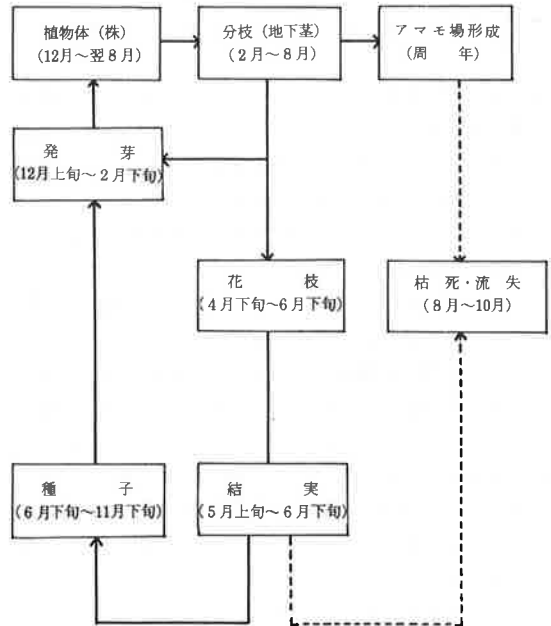 植物体(株)
(12月〜翌8月)
分枝(地下茎)
(2月〜8月)
アマモ場形成
(周 年)
発 芽
(12月上旬〜2月下旬)
花 枝
(4月下旬〜6月下旬)
枯 死・流 失
(8月〜10月)
種 子
(6月下旬〜11月下旬)
結 実
(5月上旬〜6月下旬)